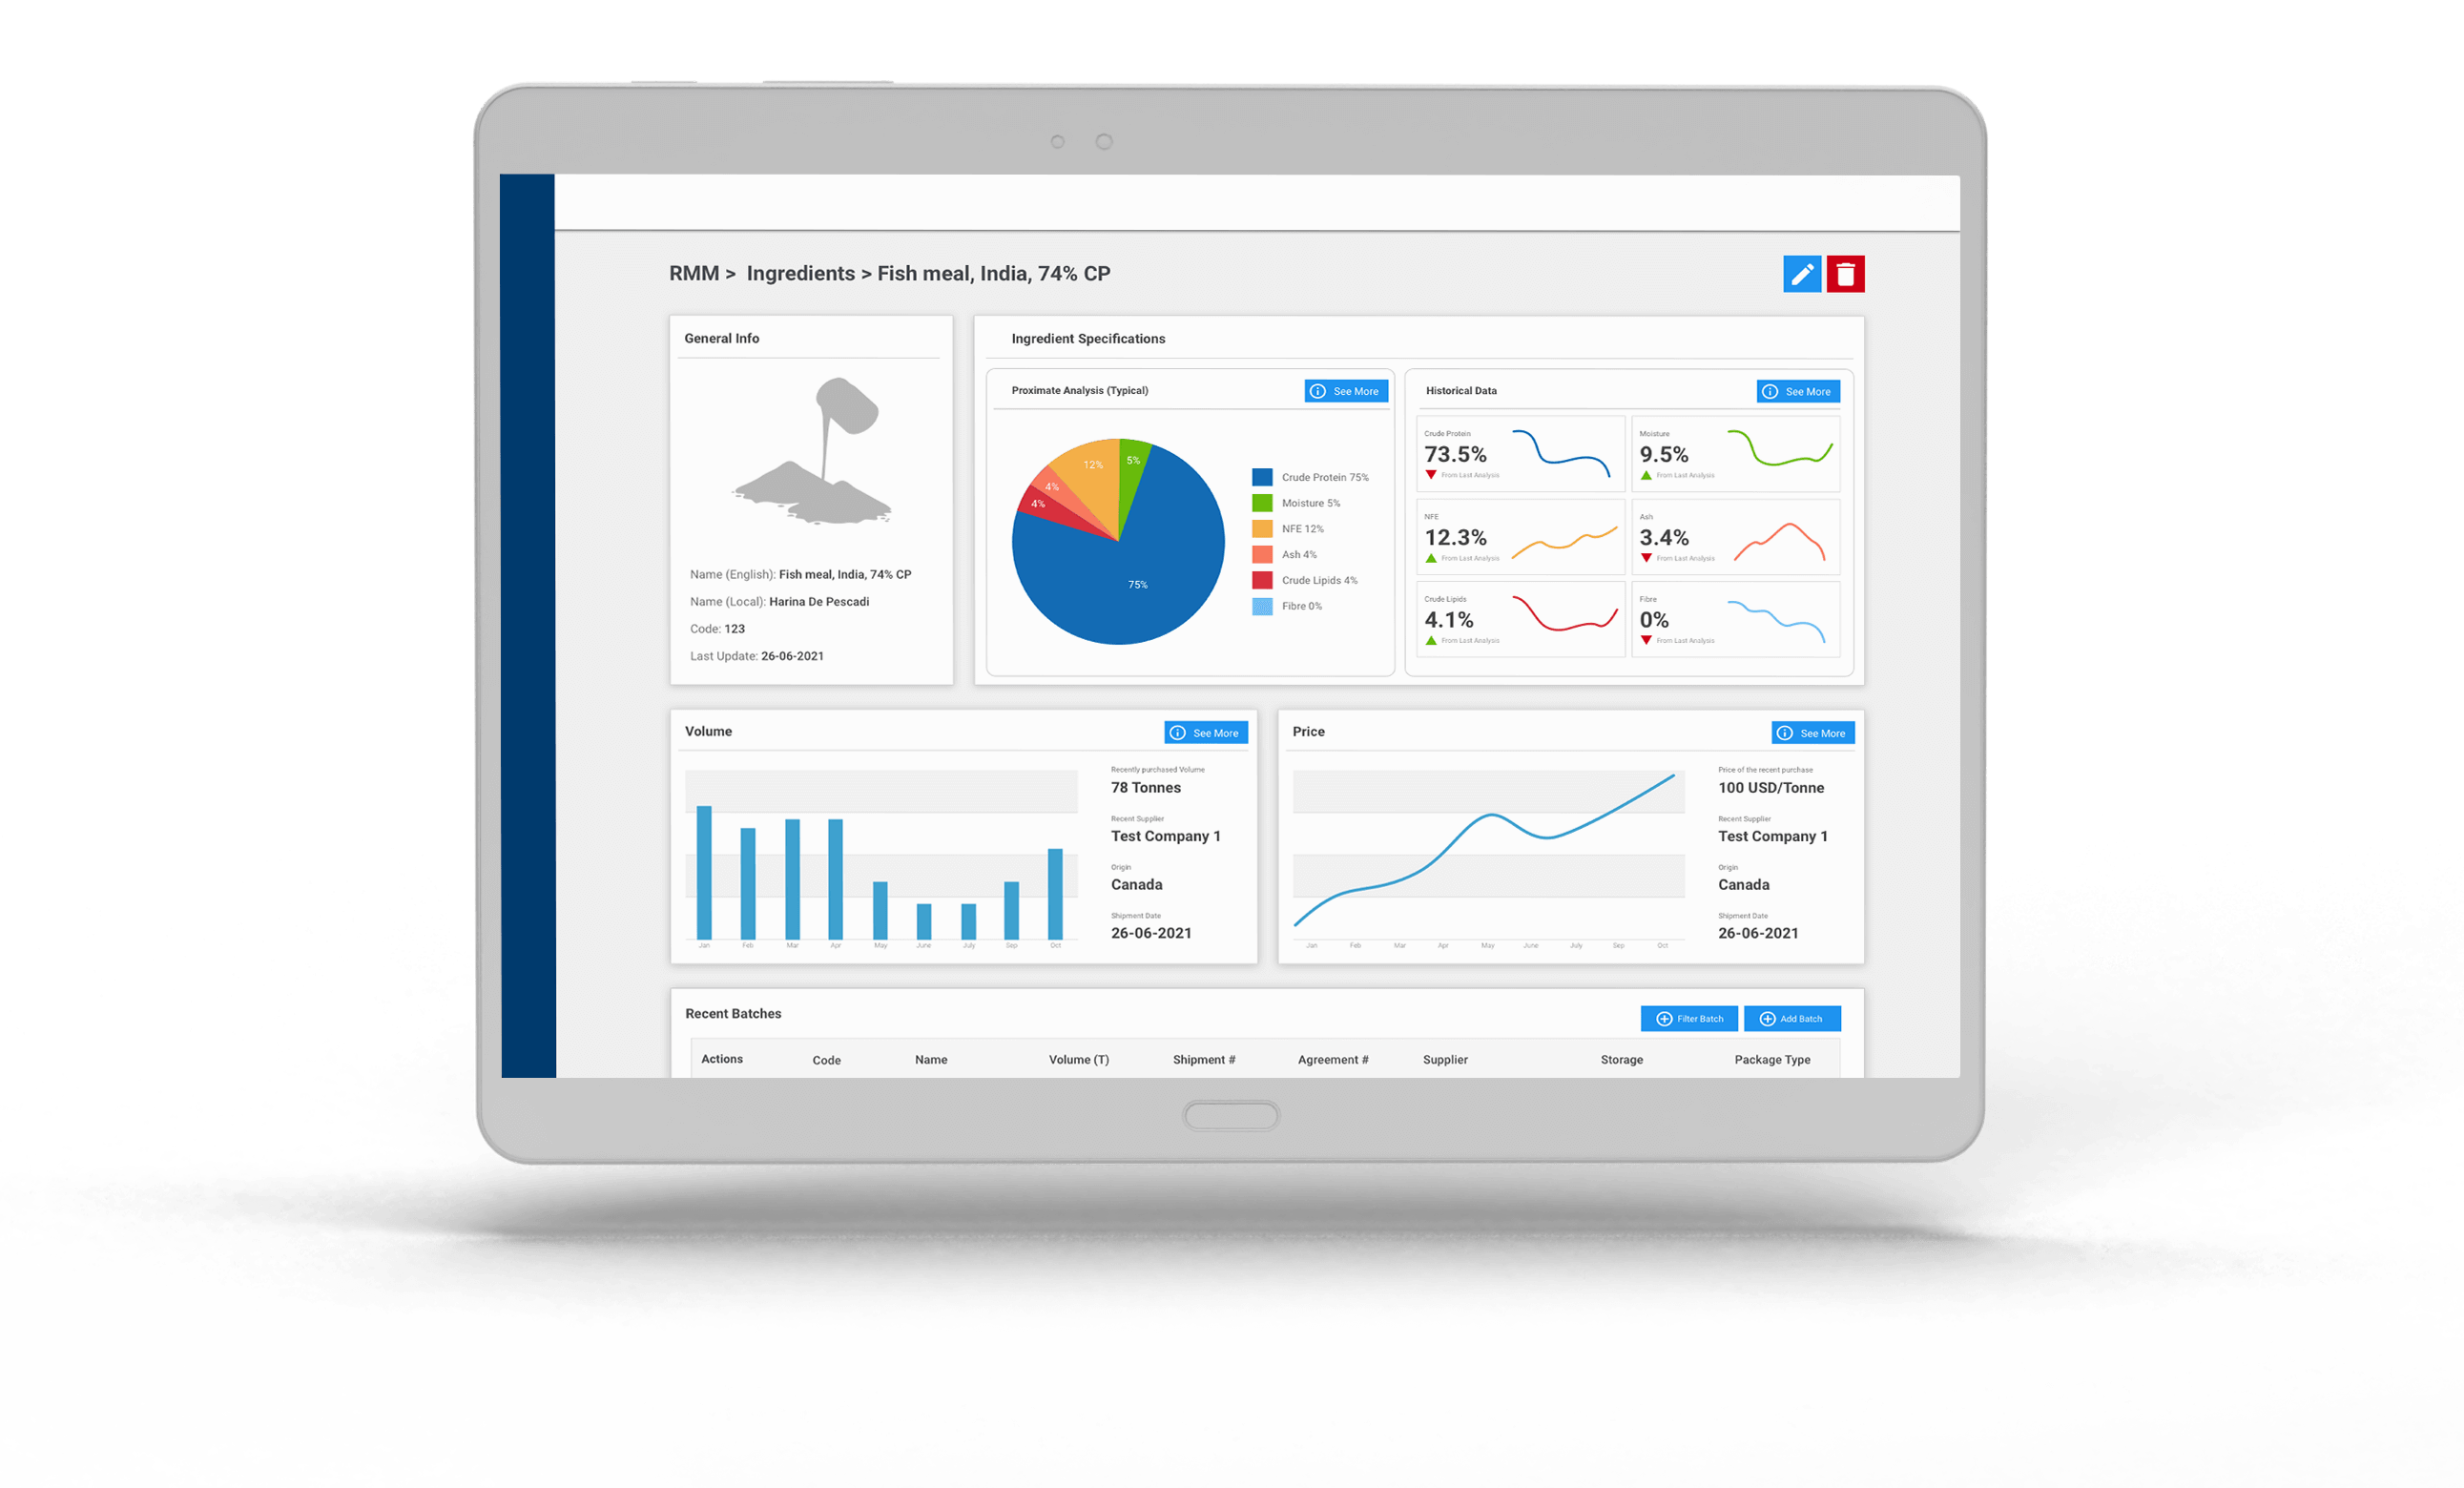 RMM > Ingredients > Fish meal, India, 74% CP
General Info
Name (English): Fish meal, India, 74% CP
Name (Local): Harina De Pescadi
Code: 123
Last Update: 26-06-2021
Ingredient Specifications
Proximate Analysis (Typical)
See More
12%
5%
4%
4%
75%
Crude Protein 75%
Moisture 5%
NFE 12%
Ash 4%
Crude Lipids 4%
Fibre 0%
Historical Data
See More
Crude Protein
73.5%
From Last Analysis
Moisture
9.5%
From Last Analysis
NFE
12.3%
From Last Analysis
Ash
3.4%
From Last Analysis
Crude Lipids
4.1%
From Last Analysis
Fibre
0%
From Last Analysis
Volume
See More
Jan Feb Mar Apr May June July Sep Oct
Recently purchased Volume
78 Tonnes
Recent Supplier
Test Company 1
Origin
Canada
Shipment Date
26-06-2021
Price
See More
Jan Feb Mar Apr May June July Sep Oct
Price of the recent purchase
100 USD/Tonne
Recent Supplier
Test Company 1
Origin
Canada
Shipment Date
26-06-2021
Recent Batches
Filter Batch
Add Batch
Actions Code Name Volume (T) Shipment # Agreement # Supplier Storage Package Type